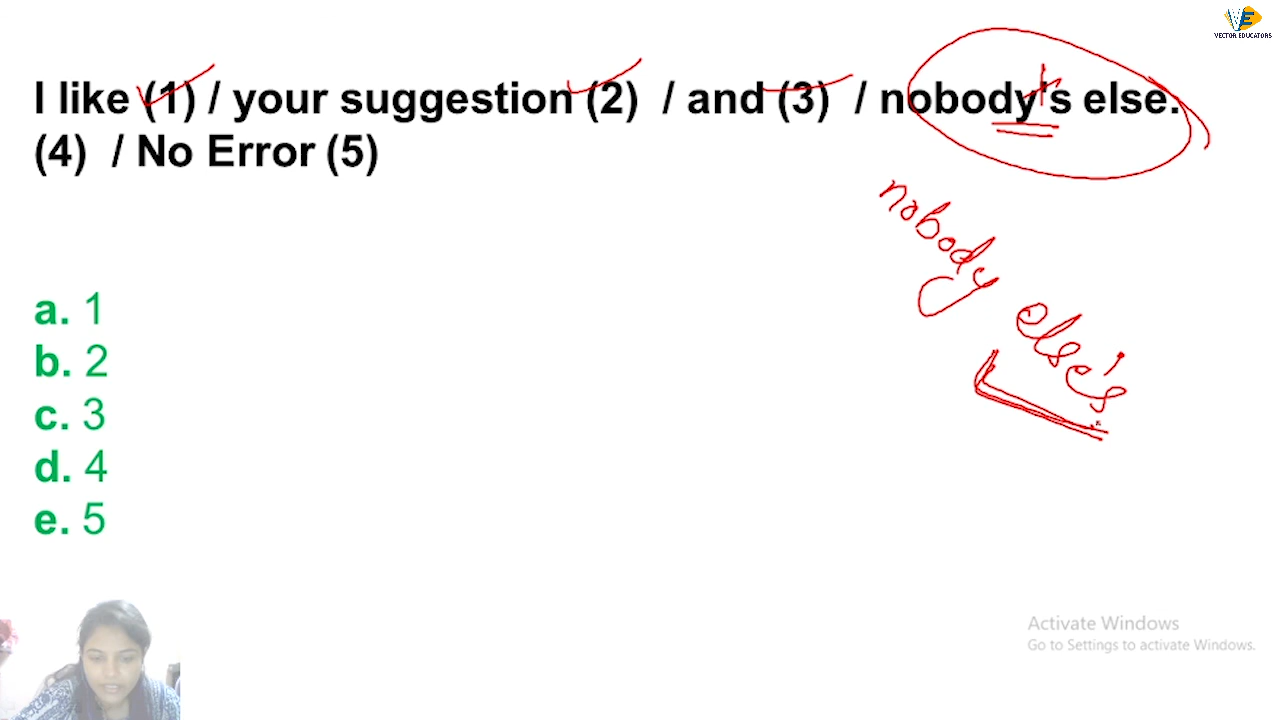 VECTOR EDUCATORS
I like (1) / your suggestion (2) / and (3) / nobody's else.
(4) / No Error (5)
nobody else's
a. 1
b. 2
c. 3
d. 4
e. 5
Activate Windows
Go to Settings to activate Windows.